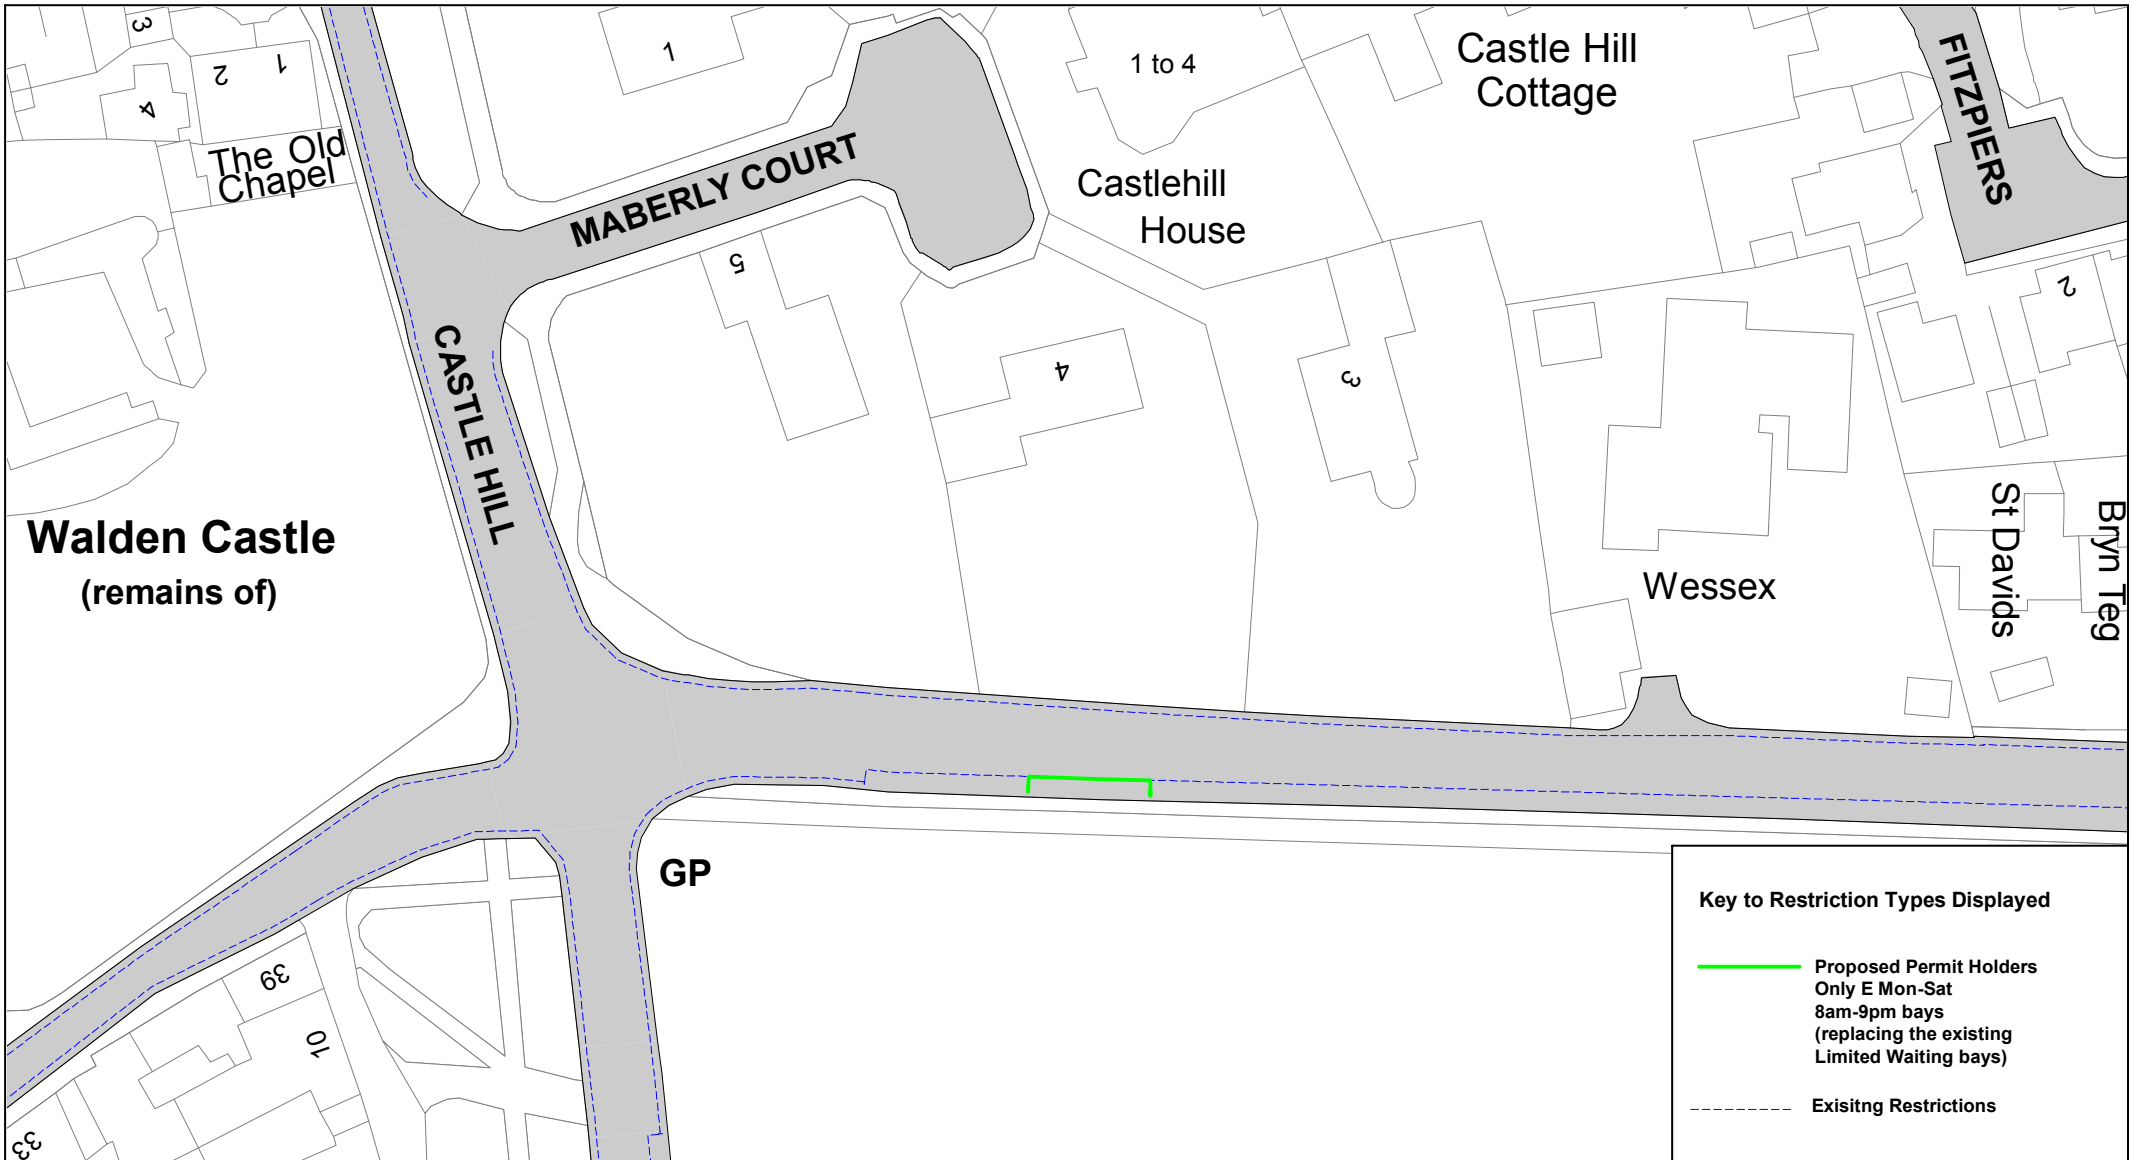 3
2
1
4
The Old
Chapel
1
MABERLY COURT
1 to 4
Castle Hill
Cottage
FITZPIERS
Castlehill
House
5
4
3
2
CASTLE HILL
Walden Castle
(remains of)
Wessex
St Davids
Bryn Teg
GP
39
10
33
Key to Restriction Types Displayed
Proposed Permit Holders
Only E Mon-Sat
8am-9pm bays
(replacing the existing
Limited Waiting bays)
Exisitng Restrictions